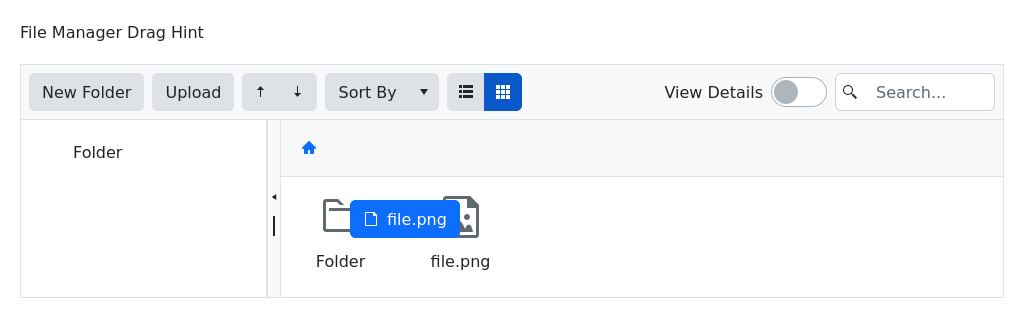 File Manager Drag Hint
New Folder Upload Sort By View Details Search...
Folder
file.png
Folder file.png